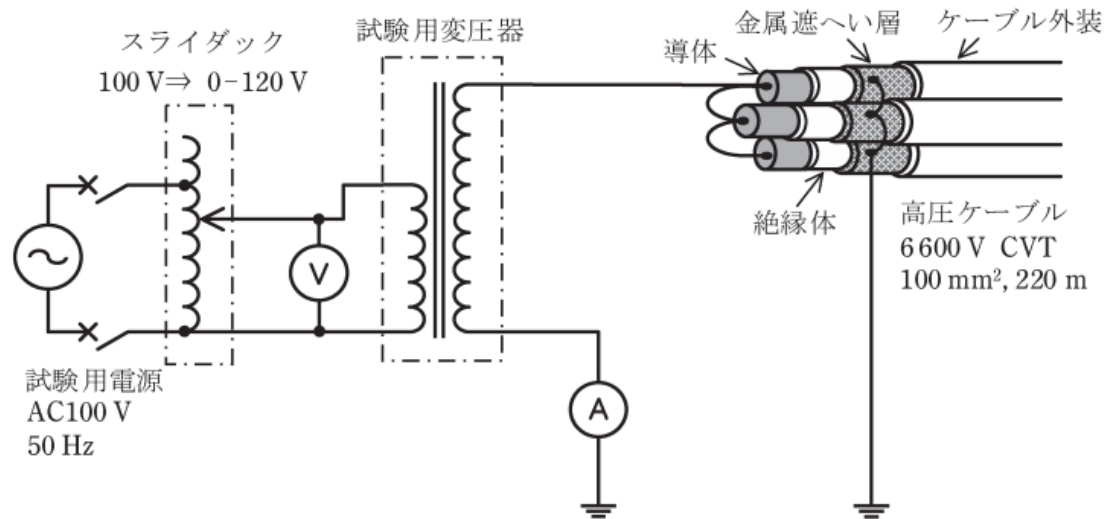 スライダック
100 V⇒ 0-120 V
試験用変圧器
金属遮へい層
ケーブル外装
導体
絶縁体
高圧ケーブル
6 600 V CVT
100 mm², 220 m
V
A
試験用電源
AC100 V
50 Hz